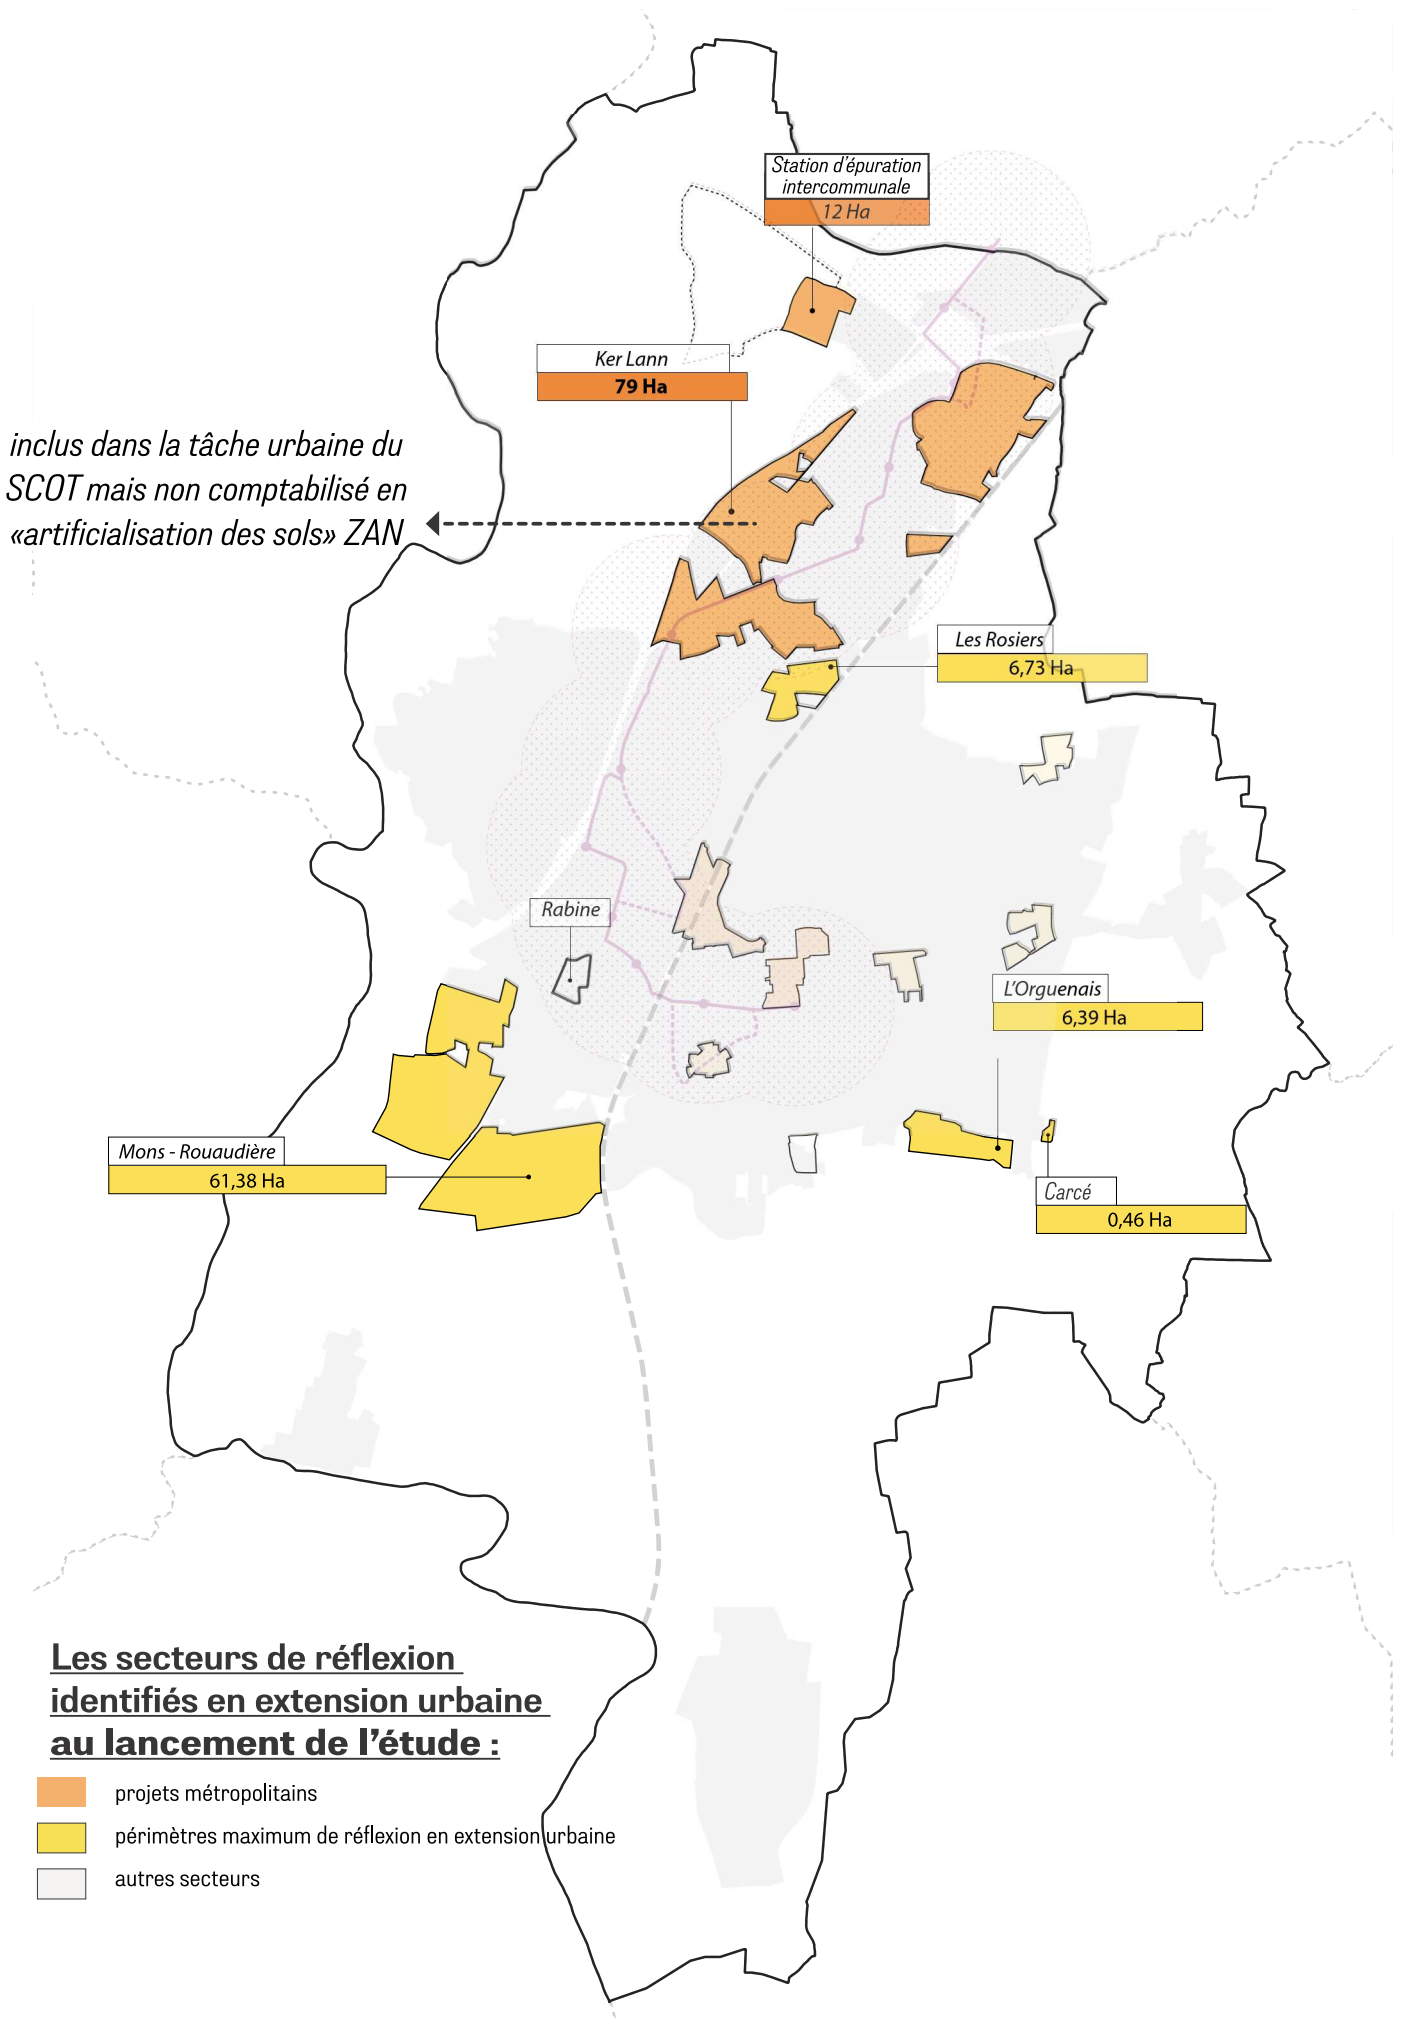 Station d'épuration
intercommunale
12 Ha
Ker Lann
79 Ha
inclus dans la tâche urbaine du
SCOT mais non comptabilisé en
«artificialisation des sols» ZAN
Les Rosiers
6,73 Ha
Rabine
L'Orguenais
6,39 Ha
Mons - Rouaudière
61,38 Ha
Carcé
0,46 Ha
Les secteurs de réflexion
identifiés en extension urbaine
au lancement de l'étude :
projets métropolitains
périmètres maximum de réflexion en extension urbaine
autres secteurs